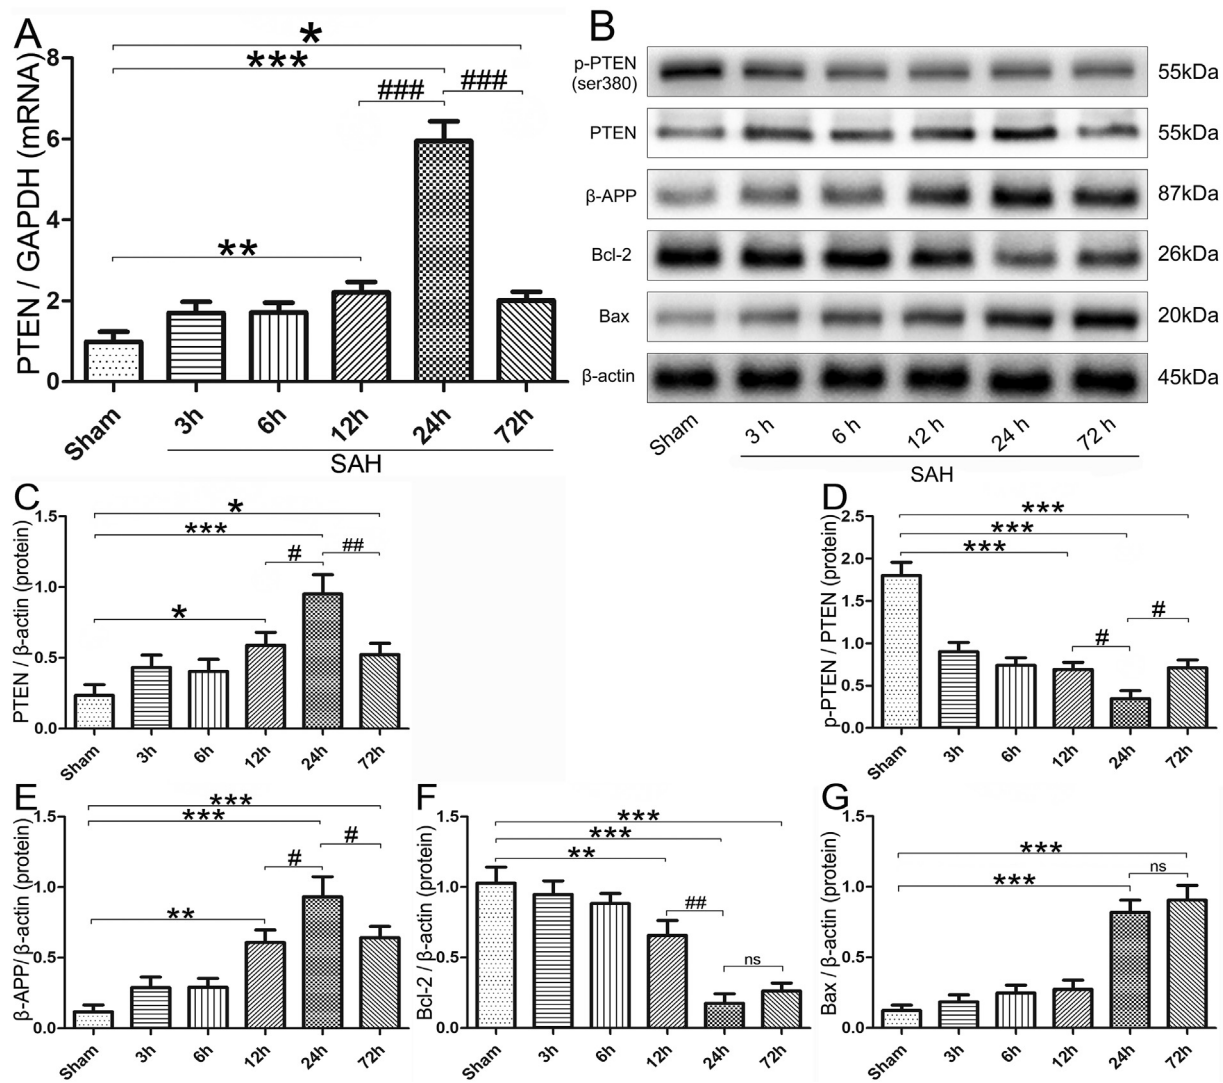 A
PTEN / GAPDH (mRNA)
8
6
4
2
0
*
***
###
###
**
Sham
3h
6h
12h
24h
72h
SAH
B
p-PTEN
(ser380)
55kDa
PTEN
55kDa
β-APP
87kDa
Bcl-2
26kDa
Bax
20kDa
β-actin
45kDa
Sham
3 h
6 h
12 h
24 h
72 h
SAH
C
PTEN / β-actin (protein)
1.5
1.0
0.5
0.0
*
***
#
##
*
Sham
3h
6h
12h
24h
72h
D
p-PTEN / PTEN (protein)
2.5
2.0
1.5
1.0
0.5
0.0
***
***
***
#
#
Sham
3h
6h
12h
24h
72h
E
β-APP/ β-actin (protein)
1.5
1.0
0.5
0.0
***
***
#
#
**
Sham
3h
6h
12h
24h
72h
F
Bcl-2 / β-actin (protein)
1.5
1.0
0.5
0.0
***
***
**
##
ns
Sham
3h
6h
12h
24h
72h
G
Bax / β-actin (protein)
1.5
1.0
0.5
0.0
***
ns
***
Sham
3h
6h
12h
24h
72h